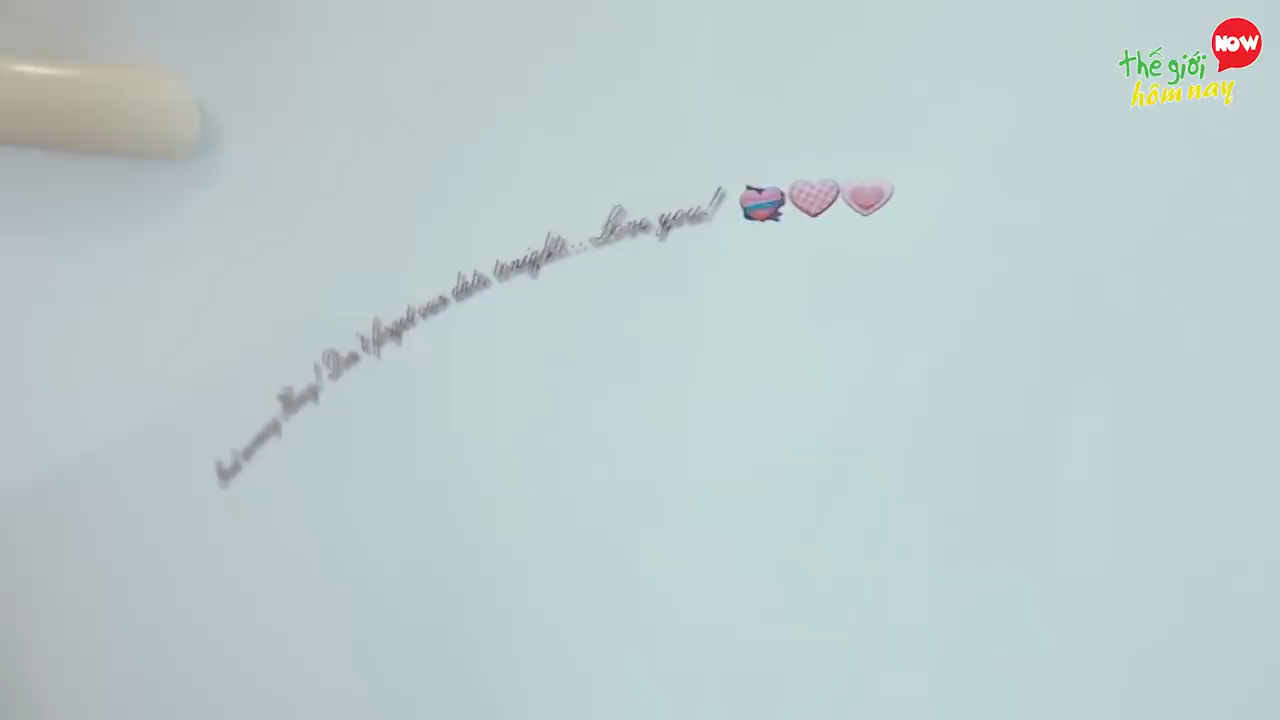 NOW
thế giới
hôm nay
Don't forget our date tonight... Love you!